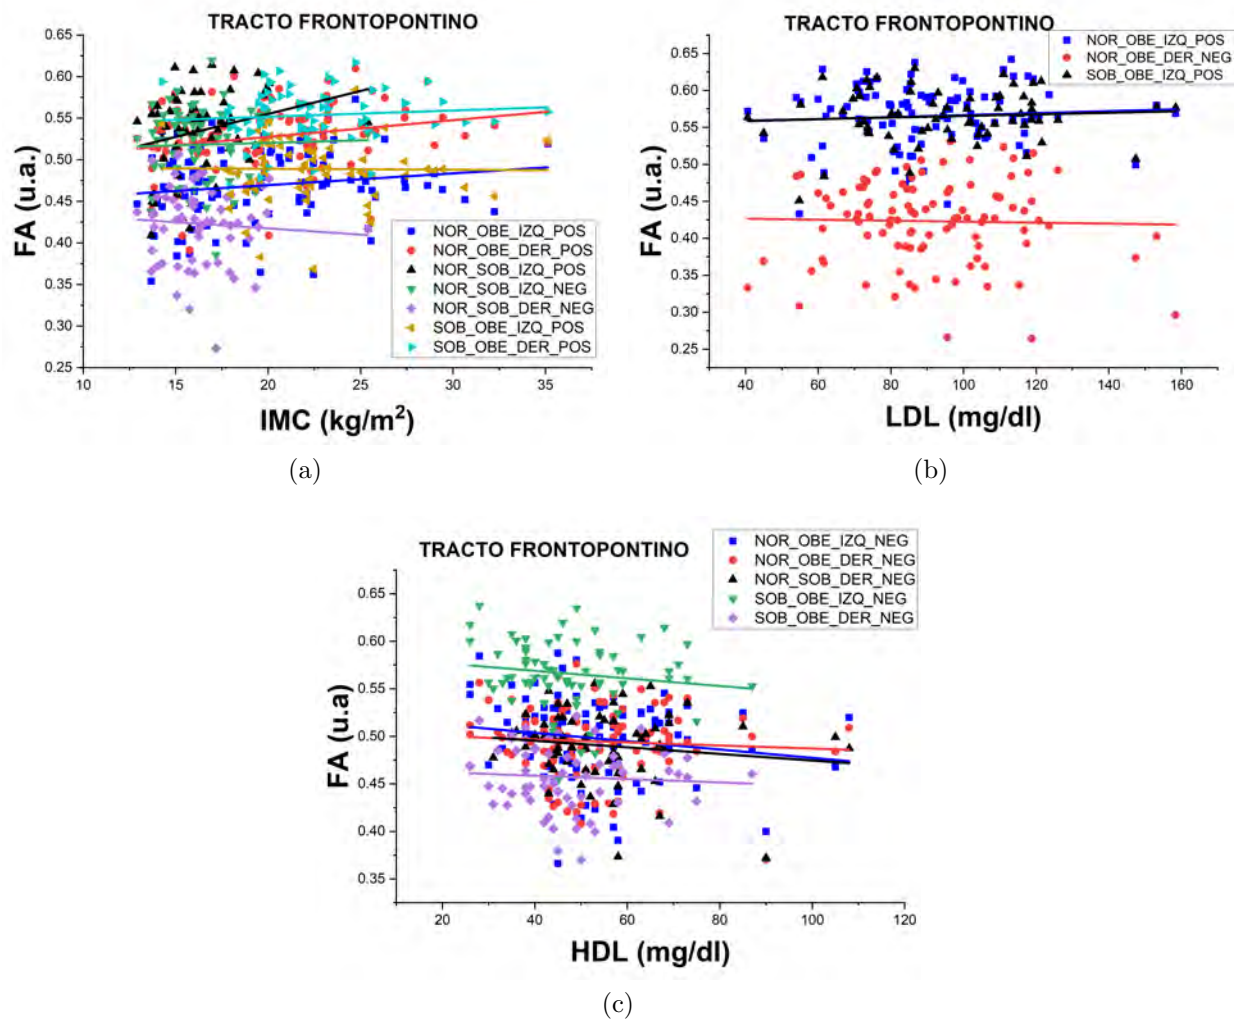 TRACTO FRONTOPONTINO
0.65
0.60
0.55
0.50
0.45
0.40
0.35
0.30
0.25
FA (u.a.)
NOR_OBE_IZQ_POS
NOR_OBE_DER_POS
NOR_SOB_IZQ_POS
NOR_SOB_IZQ_NEG
NOR_SOB_DER_NEG
SOB_OBE_IZQ_POS
SOB_OBE_DER_POS
10 15 20 25 30 35
IMC (kg/m²)
(a)
TRACTO FRONTOPONTINO
NOR_OBE_IZQ_POS
NOR_OBE_DER_NEG
SOB_OBE_IZQ_POS
0.65
0.60
0.55
0.50
0.45
0.40
0.35
0.30
0.25
FA (u.a.)
40 60 80 100 120 140 160
LDL (mg/dl)
(b)
TRACTO FRONTOPONTINO
NOR_OBE_IZQ_NEG
NOR_OBE_DER_NEG
NOR_SOB_DER_NEG
SOB_OBE_IZQ_NEG
SOB_OBE_DER_NEG
0.65
0.60
0.55
0.50
0.45
0.40
0.35
FA (u.a)
20 40 60 80 100 120
HDL (mg/dl)
(c)